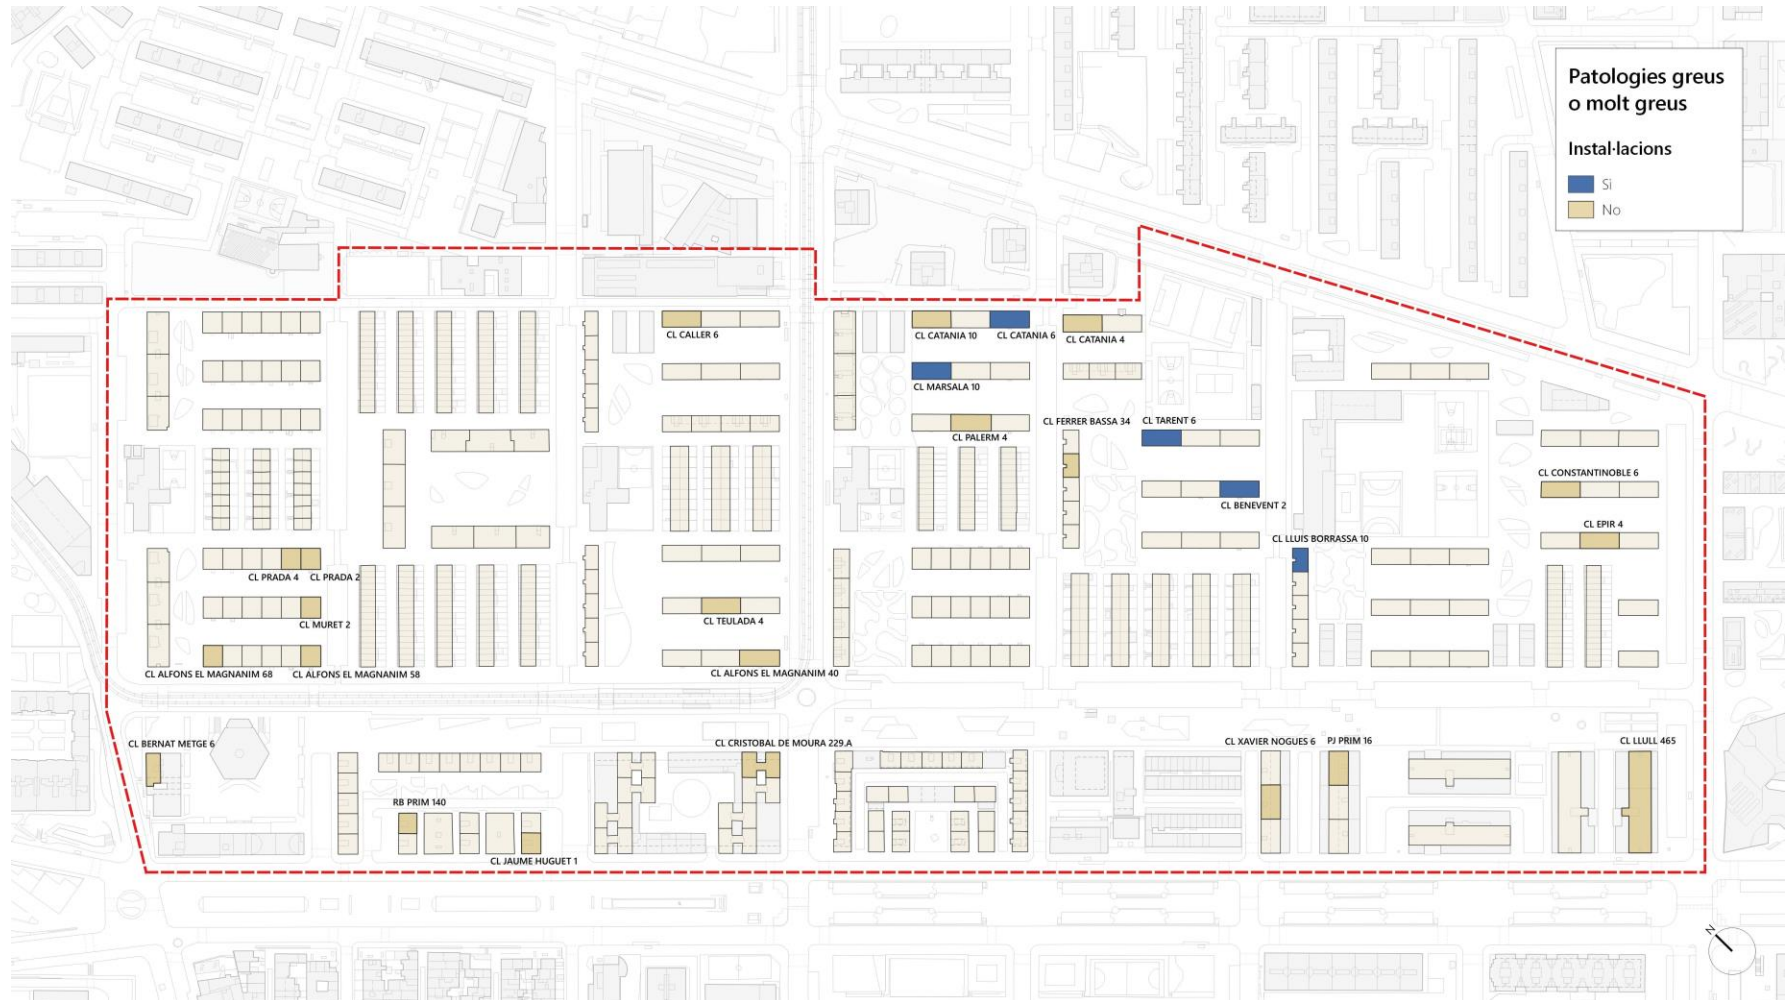 Patologies greus
o molt greus
Instal·lacions
Si
No
CL CALLER 6
CL CATANIA 10
CL CATANIA 6
CL CATANIA 4
CL MARSALA 10
CL PALERM 4
CL FERRER BASSA 34
CL TARENT 6
CL CONSTANTINOBLE 6
CL BENEVENT 2
CL EPIR 4
CL LLUIS BORRASSA 10
CL PRADA 4
CL PRADA 2
CL MURET 2
CL TEULADA 4
CL ALFONS EL MAGNANIM 68
CL ALFONS EL MAGNANIM 58
CL ALFONS EL MAGNANIM 40
CL BERNAT METGE 6
CL CRISTOBAL DE MOURA 229.A
CL XAVIER NOGUES 6
PJ PRIM 16
CL LLULL 465
RB PRIM 140
CL JAUME HUGUET 1
N